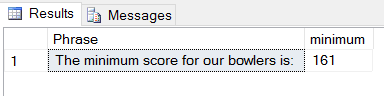 Results Messages
Phrase minimum
1 The minimum score for our bowlers is: 161